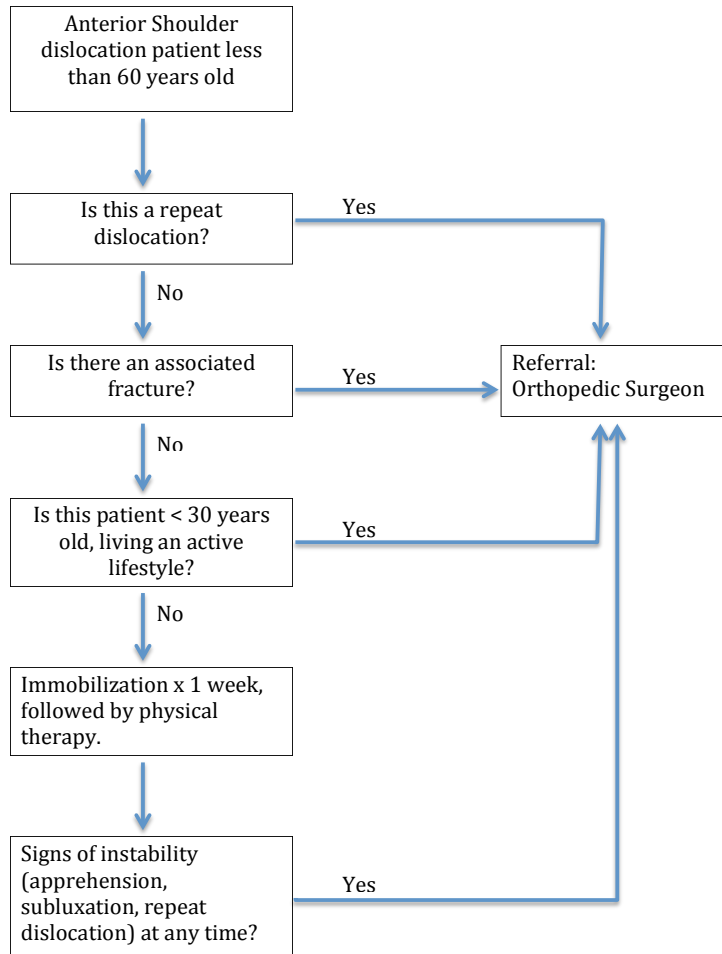 Anterior Shoulder
dislocation patient less
than 60 years old
Is this a repeat
dislocation?
Yes
No
Is there an associated
fracture?
Yes
Referral:
Orthopedic Surgeon
No
Is this patient < 30 years
old, living an active
lifestyle?
Yes
No
Immobilization x 1 week,
followed by physical
therapy.
Signs of instability
(apprehension,
subluxation, repeat
dislocation) at any time?
Yes